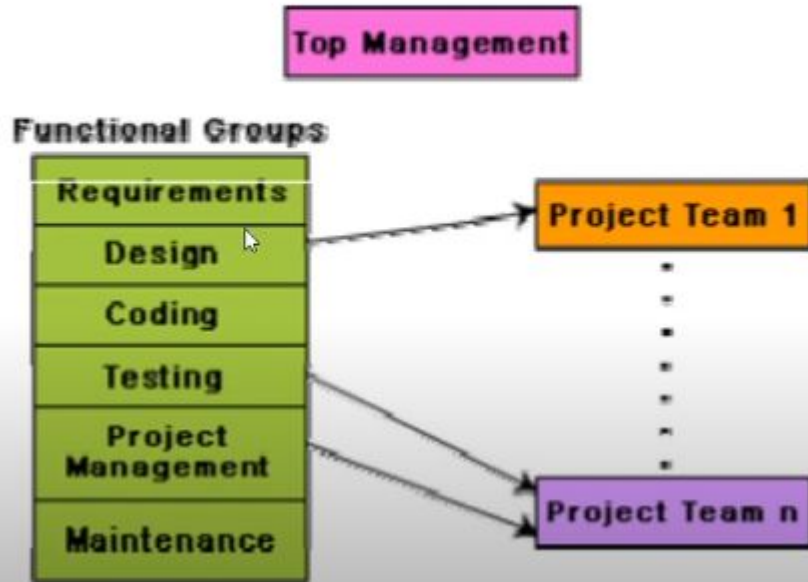 Top Management
Functional Groups
Requirements
Design
Coding
Testing
Project
Management
Maintenance
Project Team 1
Project Team n